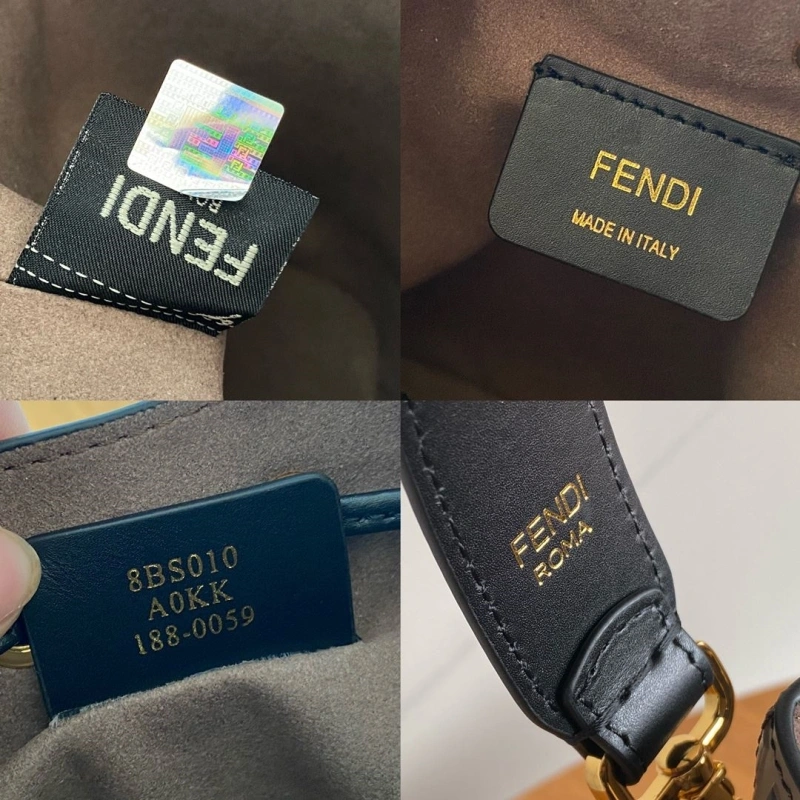 FENDI
FENDI
MADE IN ITALY
8BS010
A0KK
188-0059
FENDI
ROMA